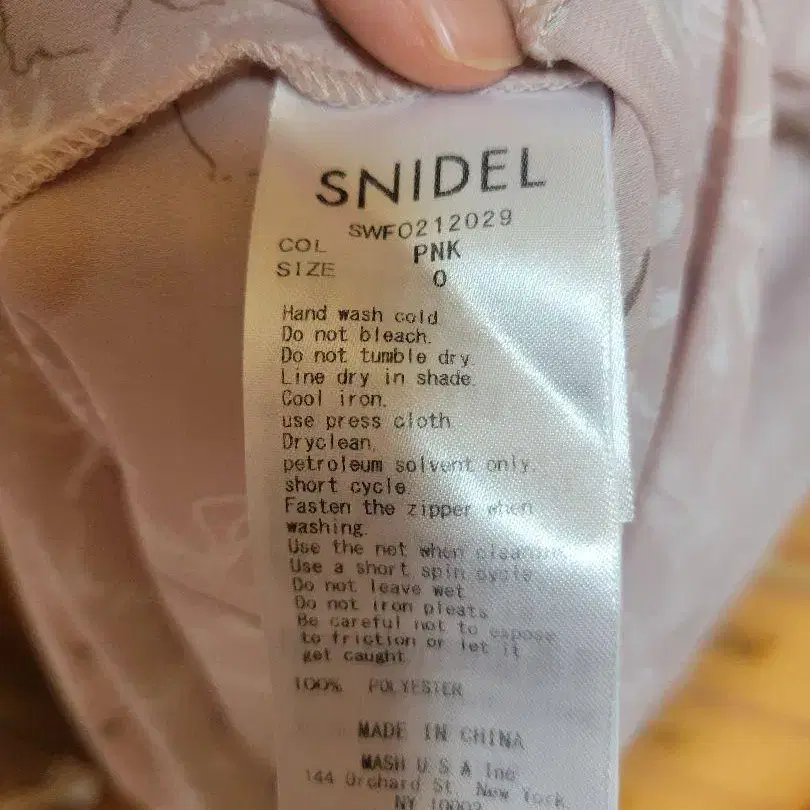 SNIDEL
SWFO212029
COL PNK
SIZE 0
Hand wash cold
Do not bleach.
Do not tumble dry.
Line dry in shade.
Cool iron,
use press cloth
Dryclean,
petroleum solvent only.
short cycle.
Fasten the zipper when
washing.
Use the net when cleaning
Use a short spin cycle
Do not leave wet
Do not iron pleats
Be careful not to expose
to friction or let it
get caught.
100% POLYESTER
MADE IN CHINA
MASH U S A Inc
144 Orchard St. New York
NY 10002